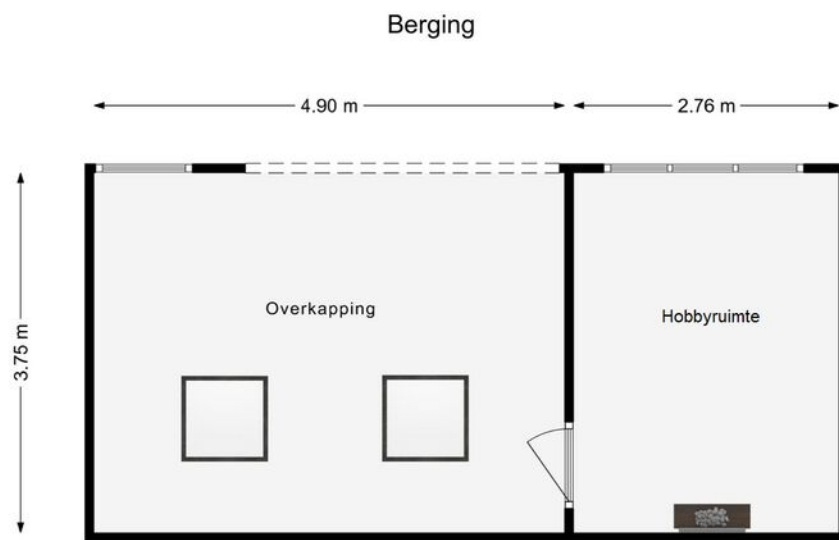 Berging
4.90 m
2.76 m
3.75 m
Overkapping
Hobbyruimte